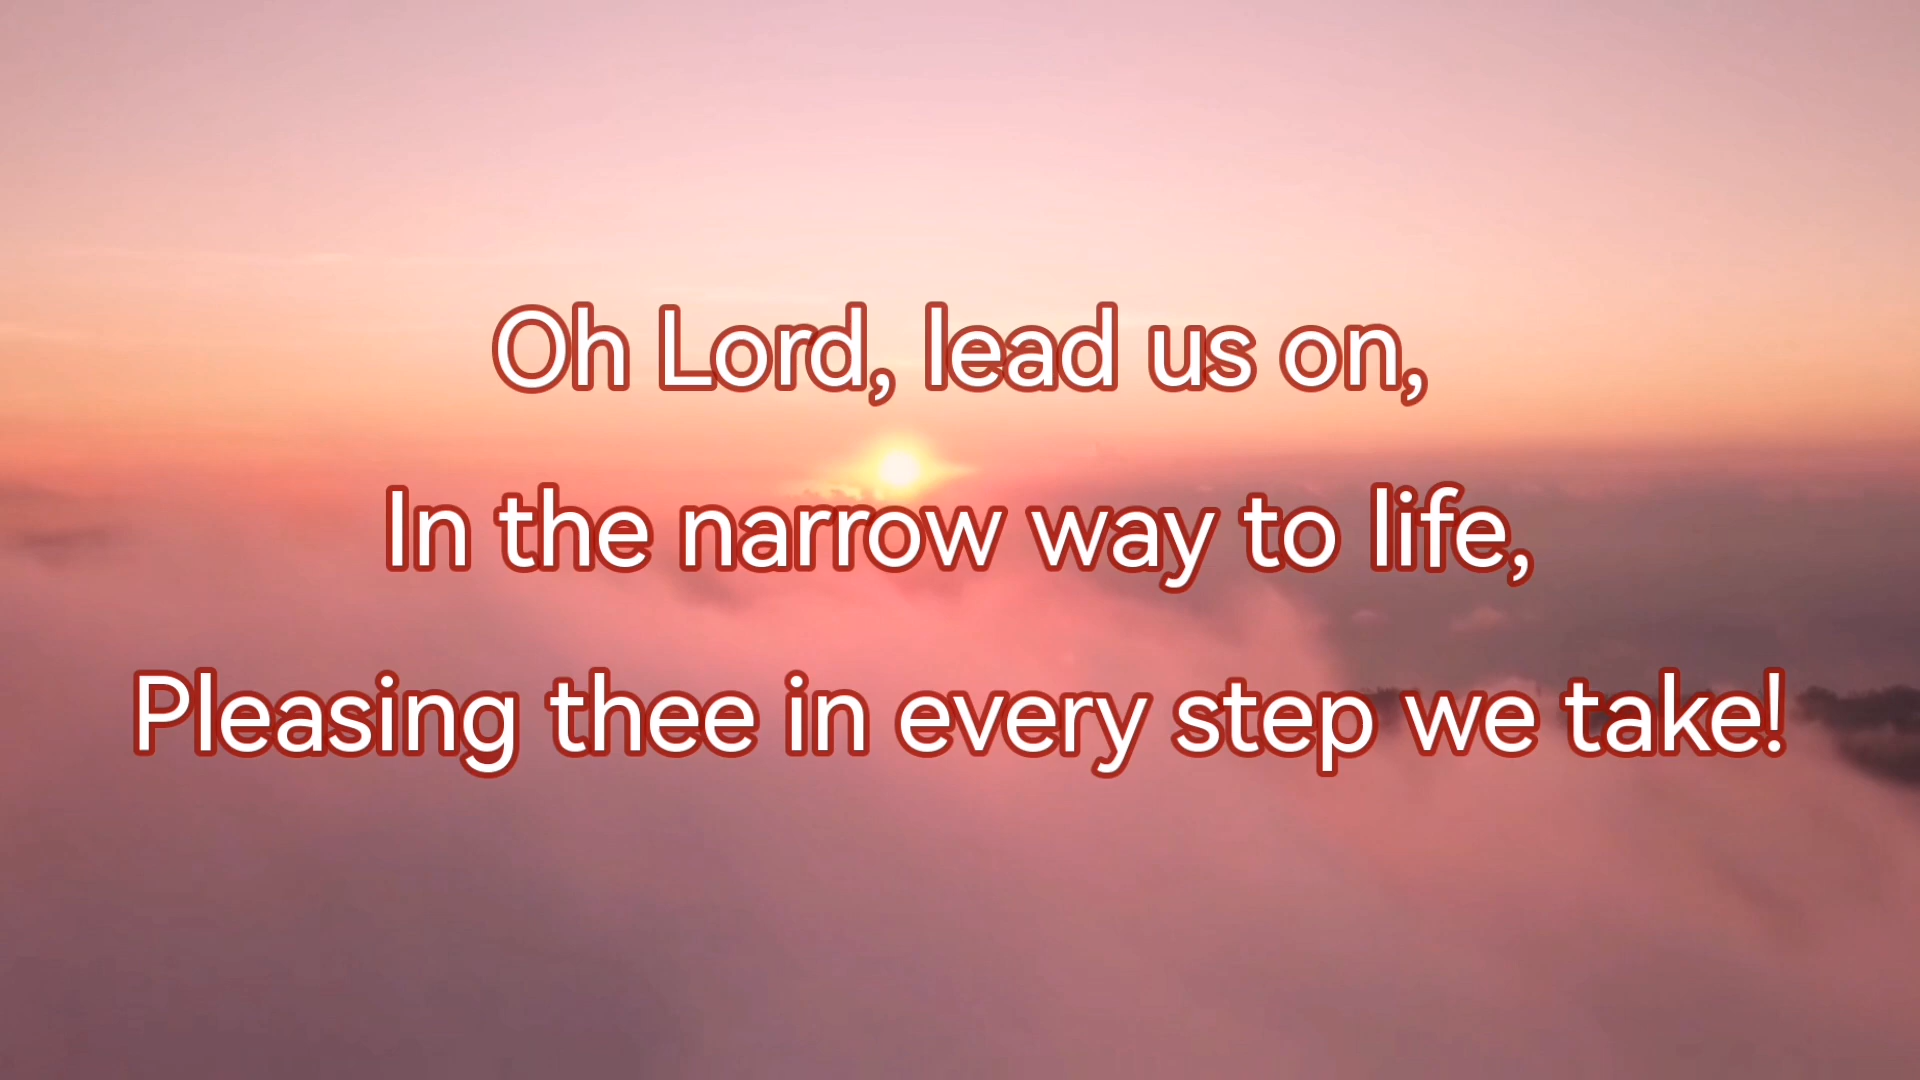 Oh Lord, lead us on,
In the narrow way to life,
Pleasing thee in every step we take!